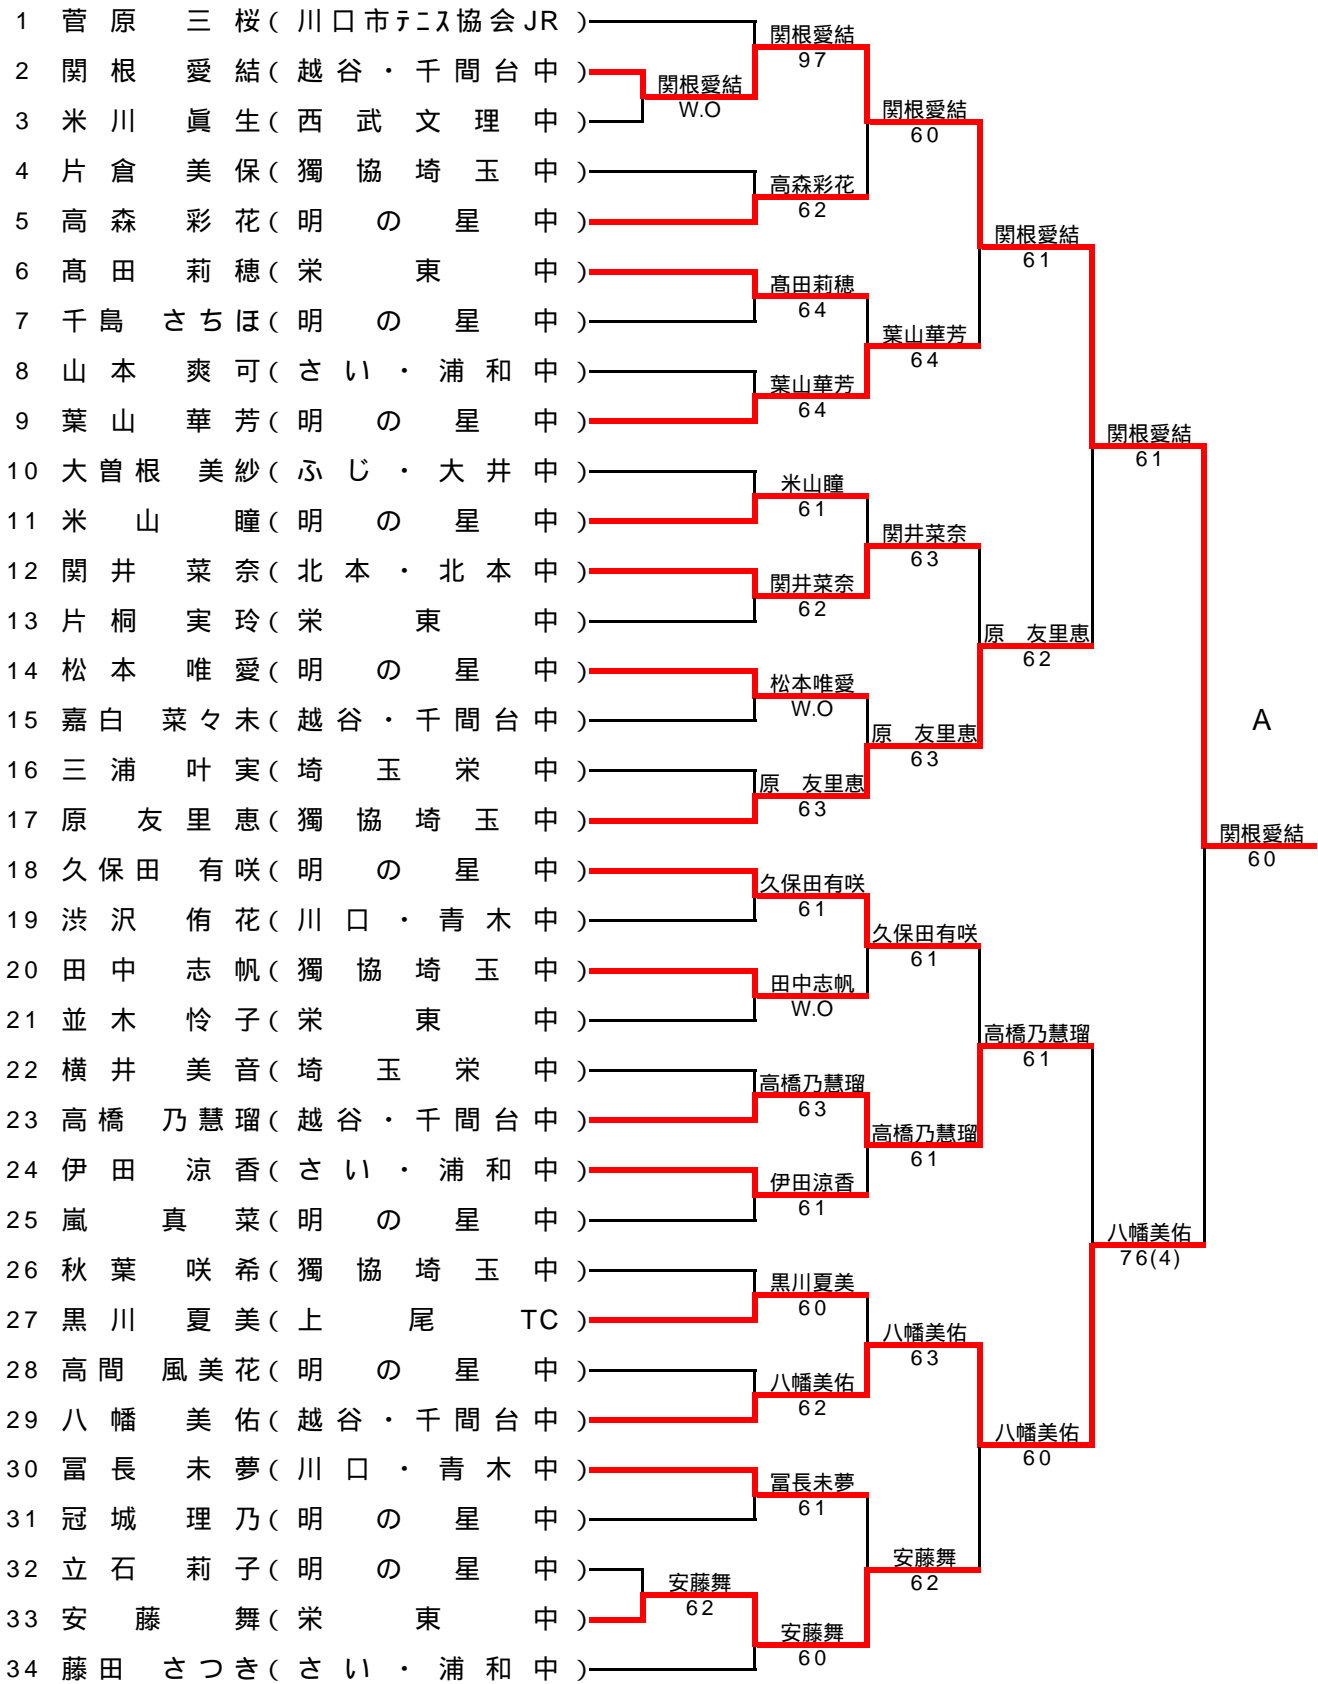 1 菅原 三桜(川口市テニス協会JR)
関根愛結
97
2 関根 愛結(越谷・千間台中)
関根愛結
W.O
3 米川 眞生(西武文理中)
関根愛結
60
4 片倉 美保(獨協埼玉中)
高森彩花
62
5 高森 彩花(明の星中)
関根愛結
61
6 髙田 莉穂(栄東中)
髙田莉穂
64
7 千島 さちほ(明の星中)
葉山華芳
64
8 山本 爽可(さい・浦和中)
葉山華芳
64
9 葉山 華芳(明の星中)
関根愛結
61
10 大曽根 美紗(ふじ・大井中)
米山瞳
61
11 米山 瞳(明の星中)
関井菜奈
63
12 関井 菜奈(北本・北本中)
関井菜奈
62
13 片桐 実玲(栄東中)
原 友里恵
62
14 松本 唯愛(明の星中)
松本唯愛
W.O
15 嘉白 菜々未(越谷・千間台中)
A
原 友里恵
63
16 三浦 叶実(埼玉栄中)
原 友里恵
63
17 原 友里恵(獨協埼玉中)
関根愛結
60
18 久保田 有咲(明の星中)
久保田有咲
61
19 渋沢 侑花(川口・青木中)
久保田有咲
61
20 田中 志帆(獨協埼玉中)
田中志帆
W.O
21 並木 怜子(栄東中)
高橋乃慧瑠
61
22 横井 美音(埼玉栄中)
高橋乃慧瑠
63
23 高橋 乃慧瑠(越谷・千間台中)
高橋乃慧瑠
61
24 伊田 涼香(さい・浦和中)
伊田涼香
61
25 嵐 真菜(明の星中)
八幡美佑
76(4)
26 秋葉 咲希(獨協埼玉中)
黒川夏美
60
27 黒川 夏美(上尾TC)
八幡美佑
63
28 高間 風美花(明の星中)
八幡美佑
62
29 八幡 美佑(越谷・千間台中)
八幡美佑
60
30 冨長 未夢(川口・青木中)
冨長未夢
61
31 冠城 理乃(明の星中)
安藤舞
62
32 立石 莉子(明の星中)
安藤舞
62
33 安藤 舞(栄東中)
安藤舞
60
34 藤田 さつき(さい・浦和中)